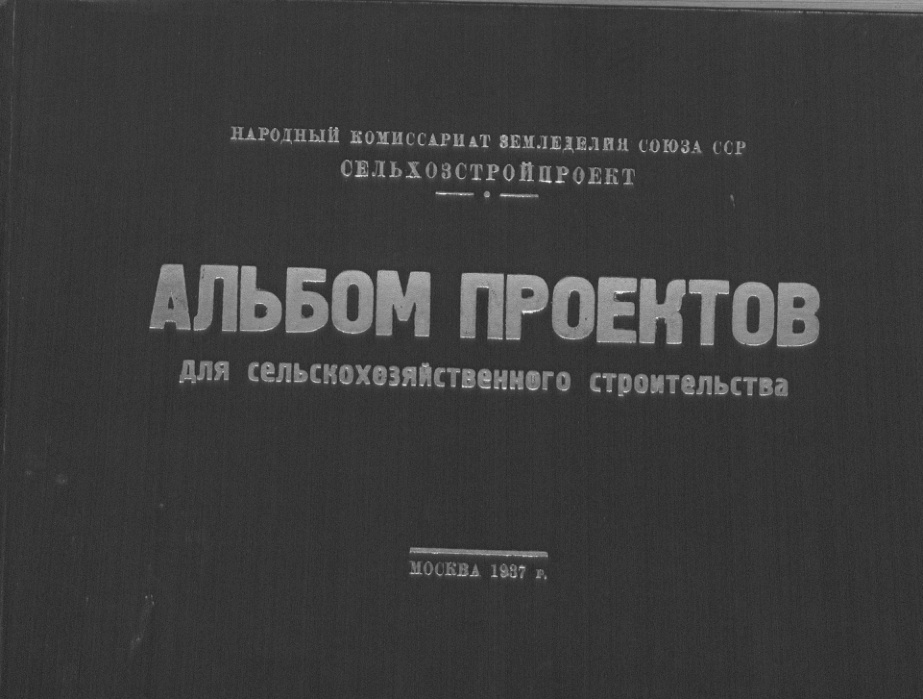 НАРОДНЫЙ КОМИССАРИАТ ЗЕМЛЕДЕЛИЯ СОЮЗА ССР
СЕЛЬХОЗСТРОЙПРОЕКТ
АЛЬБОМ ПРОЕКТОВ
для сельскохозяйственного строительства
МОСКВА 1937 г.